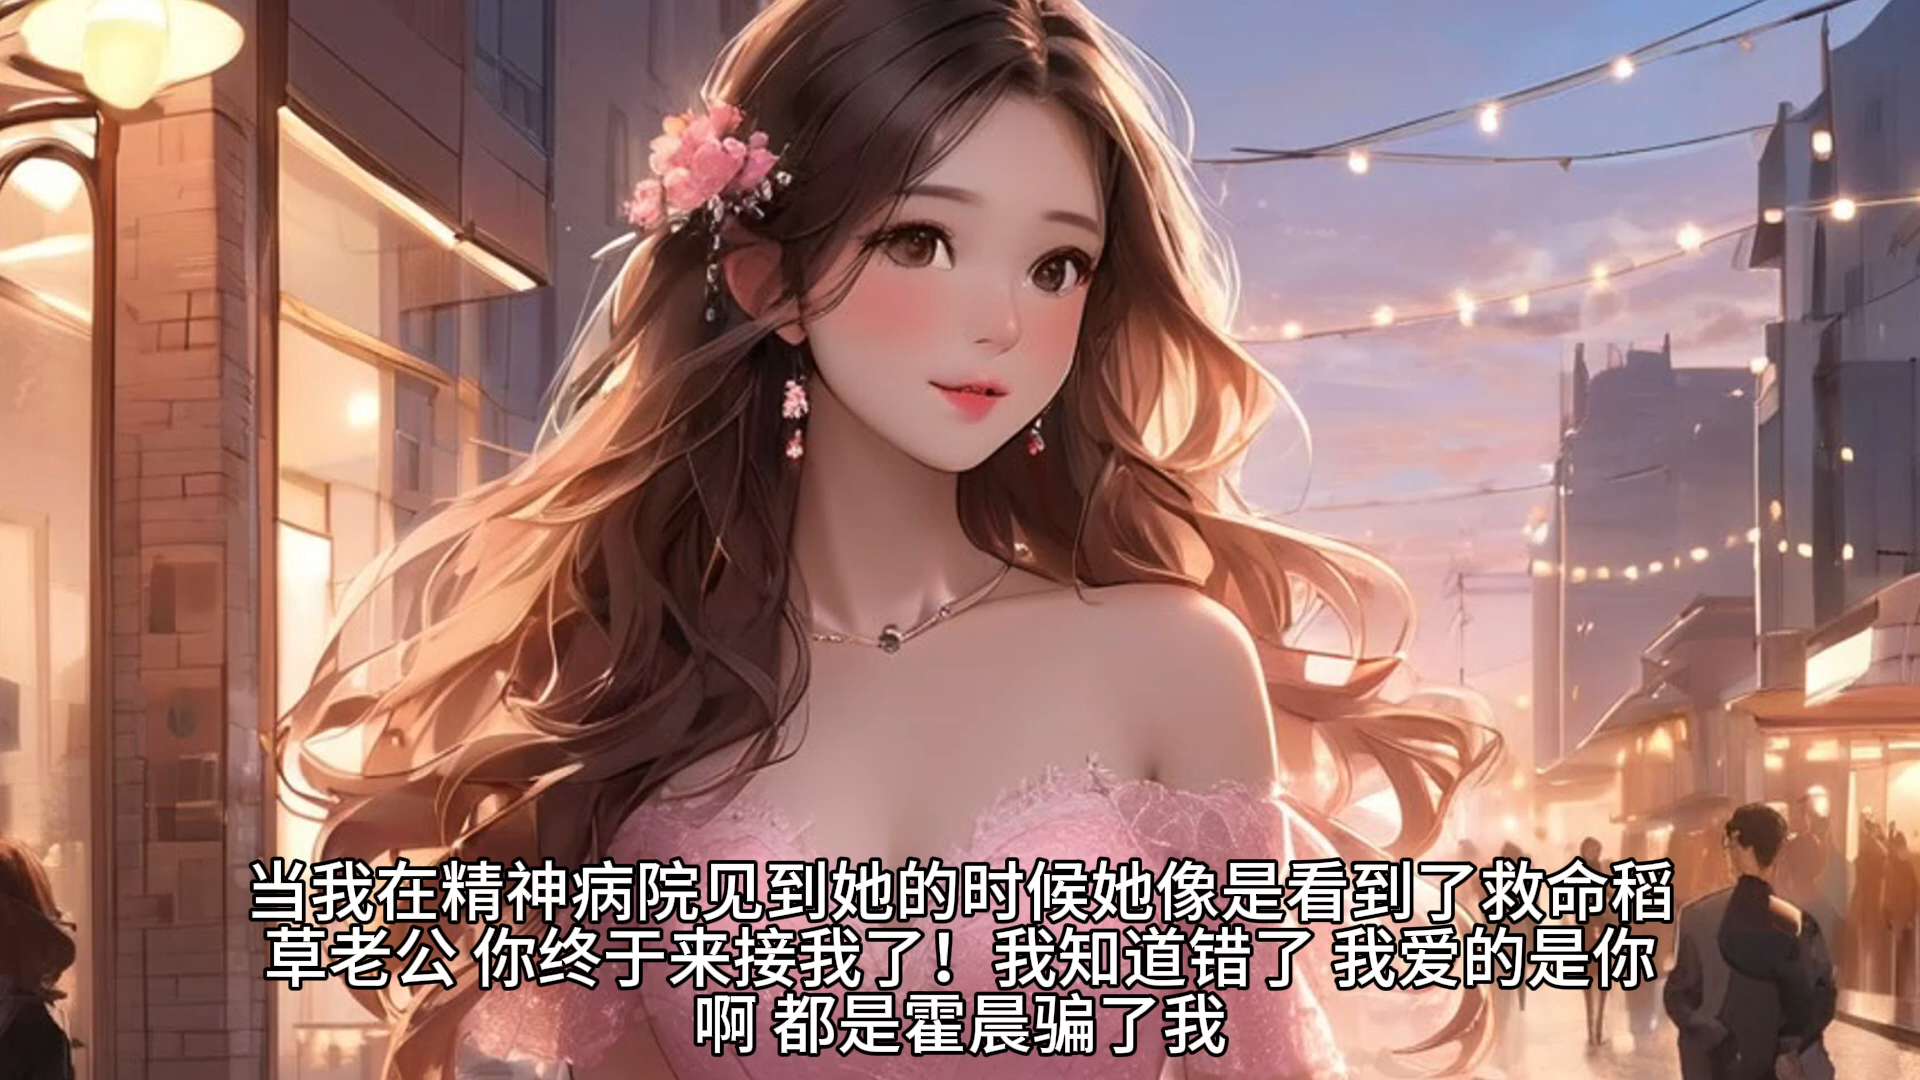 当我在精神病院见到她的时候她像是看到了救命稻
草老公 你终于来接我了！我知道错了 我爱的是你
啊 都是霍晨骗了我